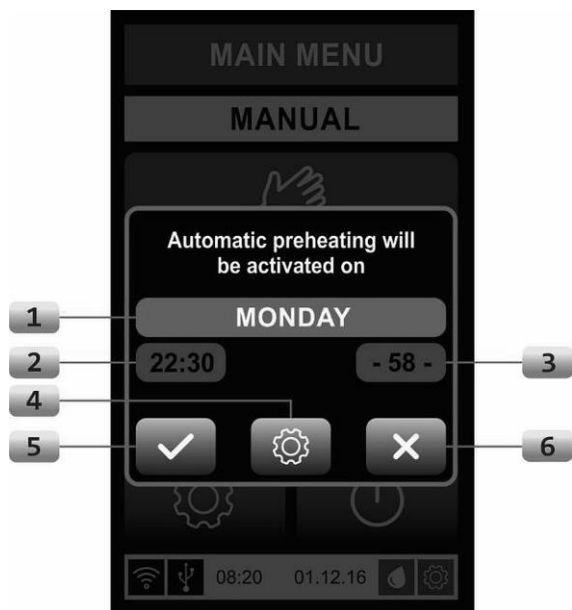 MAIN MENU
MANUAL
Automatic preheating will
be activated on
1 MONDAY
2 22:30 - 58 - 3
4
5 6
08:20 01.12.16